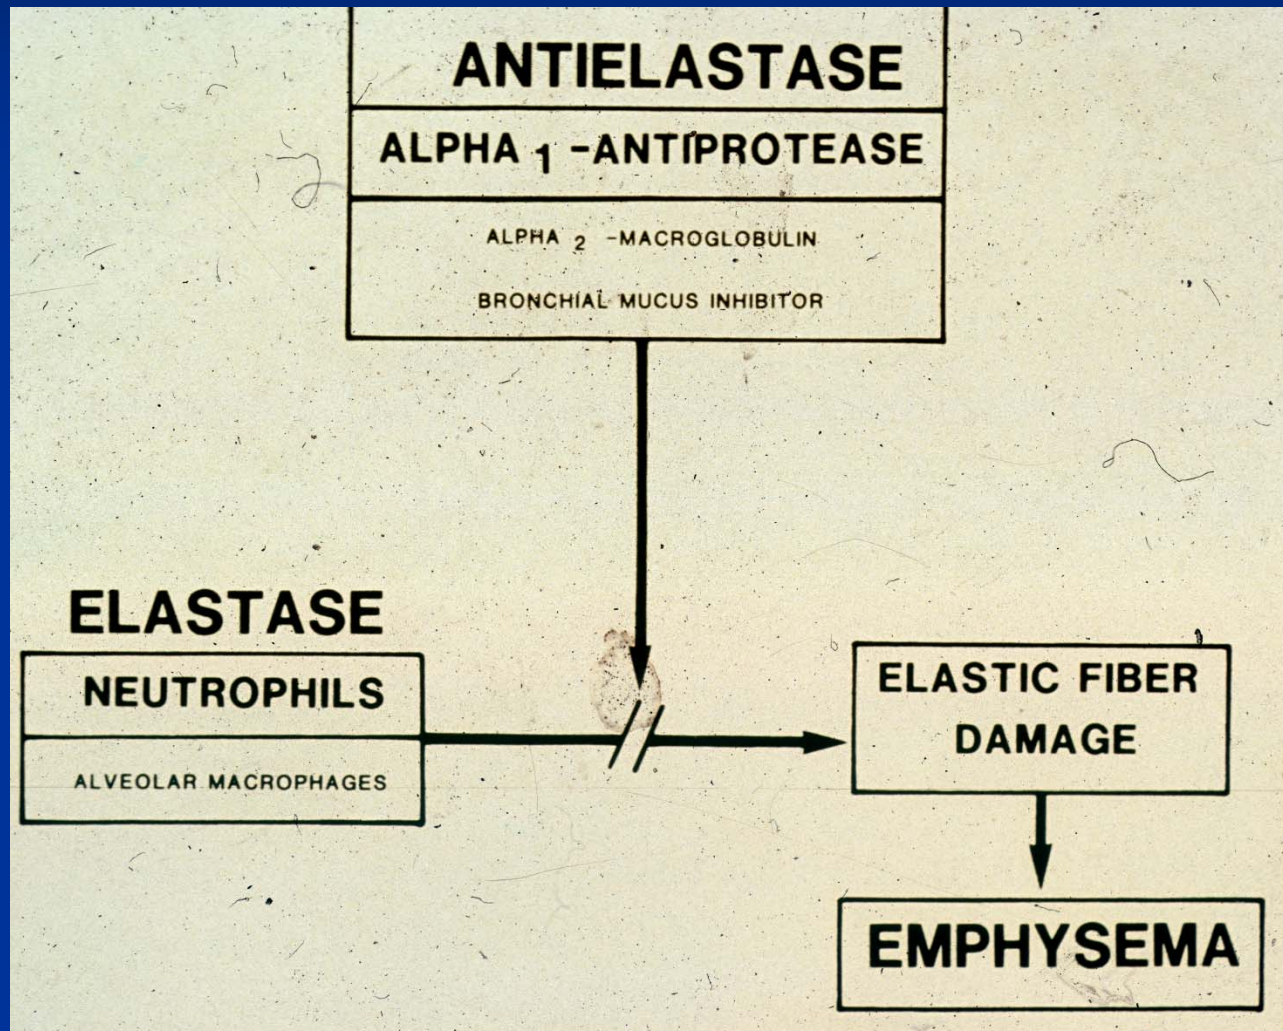 ANTIELASTASE
ALPHA 1 -ANTIPROTEASE
ALPHA 2 -MACROGLOBULIN
BRONCHIAL MUCUS INHIBITOR
ELASTASE
NEUTROPHILS
ALVEOLAR MACROPHAGES
ELASTIC FIBER
DAMAGE
EMPHYSEMA